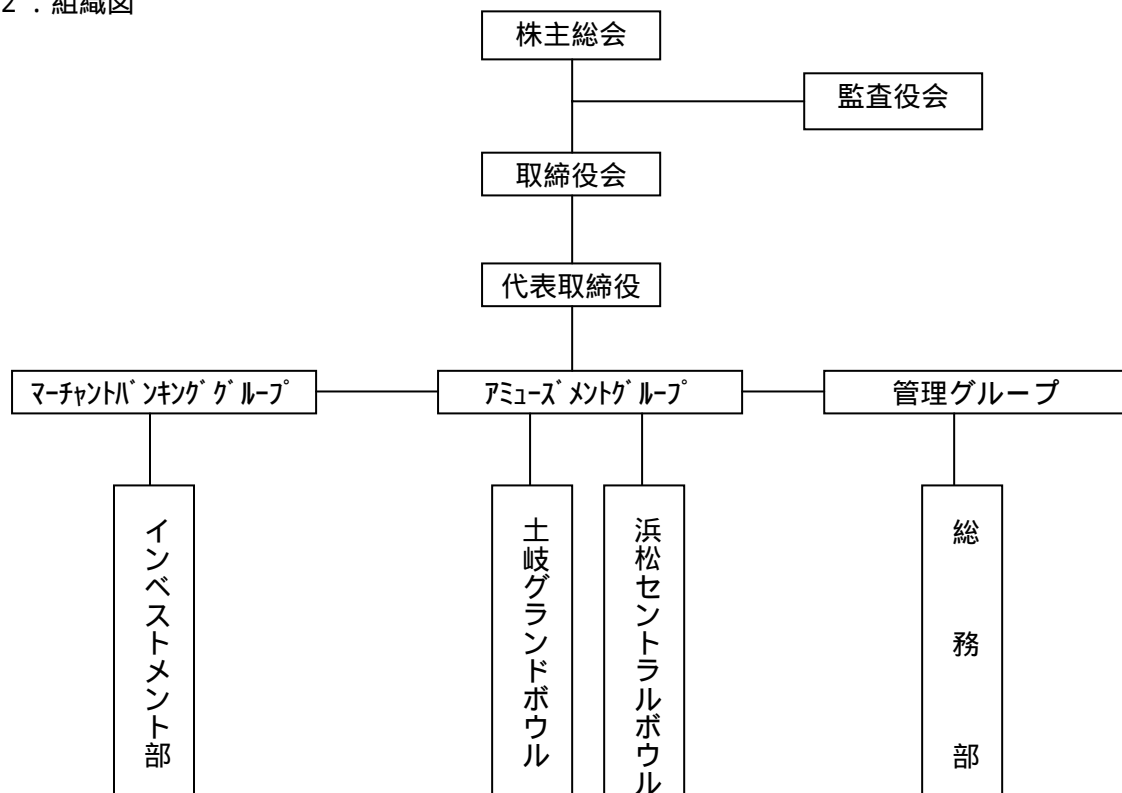 ２．組織図
株主総会
監査役会
取締役会
代表取締役
ﾏｰﾁｬﾝﾄﾊﾞﾝｷﾝｸﾞｸﾞﾙｰﾌﾟ
ｱﾐｭｰｽﾞﾒﾝﾄｸﾞﾙｰﾌﾟ
管理グループ
インベストメント部
土岐グランドボウル
浜松セントラルボウル
総務部